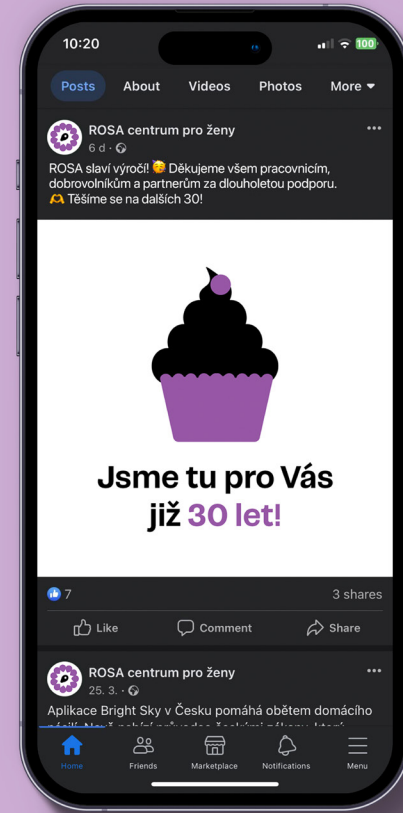 10:20
100
Posts About Videos Photos More
ROSA centrum pro ženy
6 d
ROSA slaví výročí! 🥳 Děkujeme všem pracovnicím,
dobrovolníkům a partnerům za dlouholetou podporu.
🫶 Těšíme se na dalších 30!
Jsme tu pro Vás
již 30 let!
7 3 shares
Like Comment Share
ROSA centrum pro ženy
25. 3.
Aplikace Bright Sky v Česku pomáhá obětem domácího
Home Friends Marketplace Notifications Menu